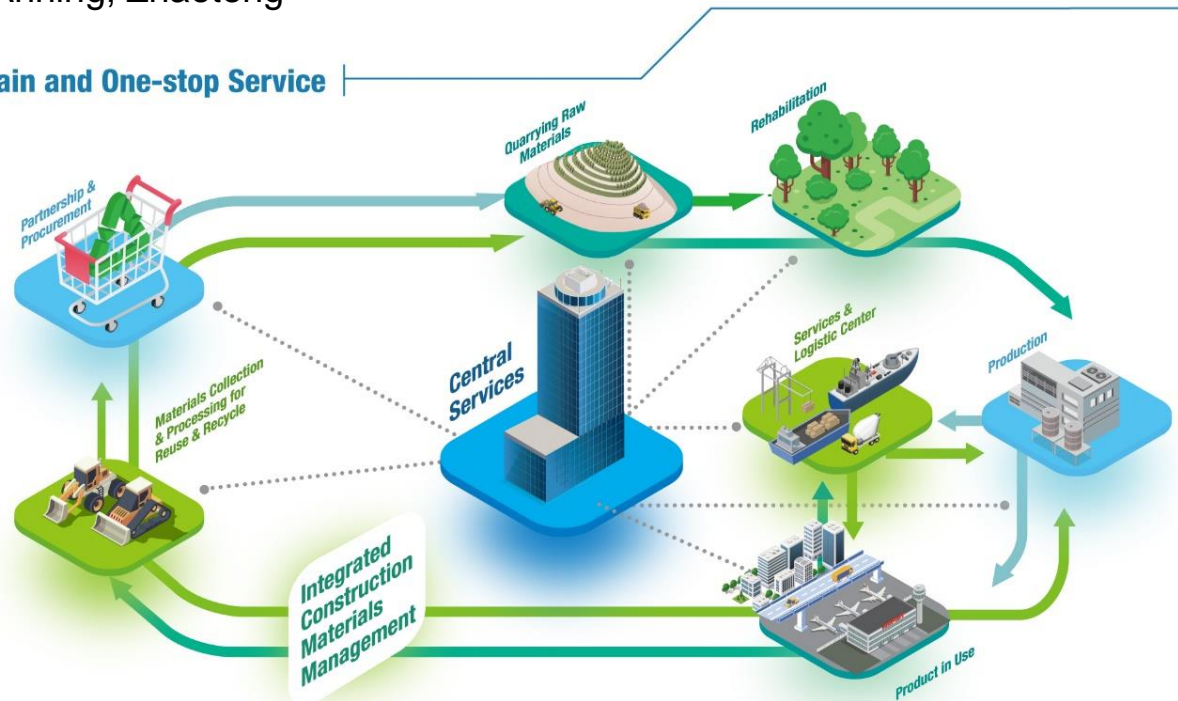 Zhaotong
ain and One-stop Service
Quarrying Raw
Materials
Rehabilitation
Partnership &
Procurement
Services &
Logistic Center
Production
Central
Services
Materials Collection
& Processing for
Reuse & Recycle
Integrated
Construction
Materials
Management
Product in Use